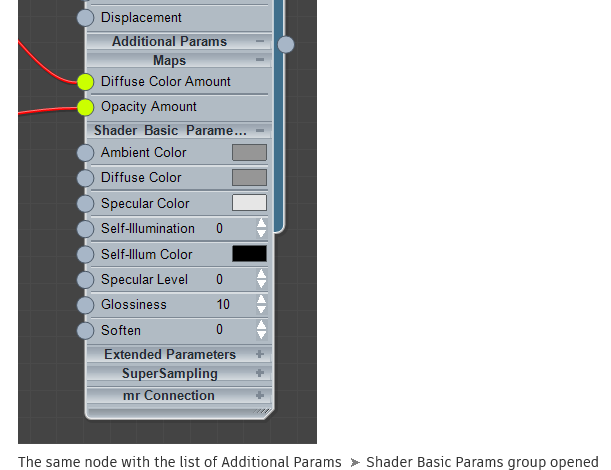 Displacement
Additional Params −
Maps −
Diffuse Color Amount
Opacity Amount
Shader Basic Parame... −
Ambient Color
Diffuse Color
Specular Color
Self-Illumination 0
Self-Illum Color
Specular Level 0
Glossiness 10
Soften 0
Extended Parameters +
SuperSampling +
mr Connection +
The same node with the list of Additional Params ➤ Shader Basic Params group opened